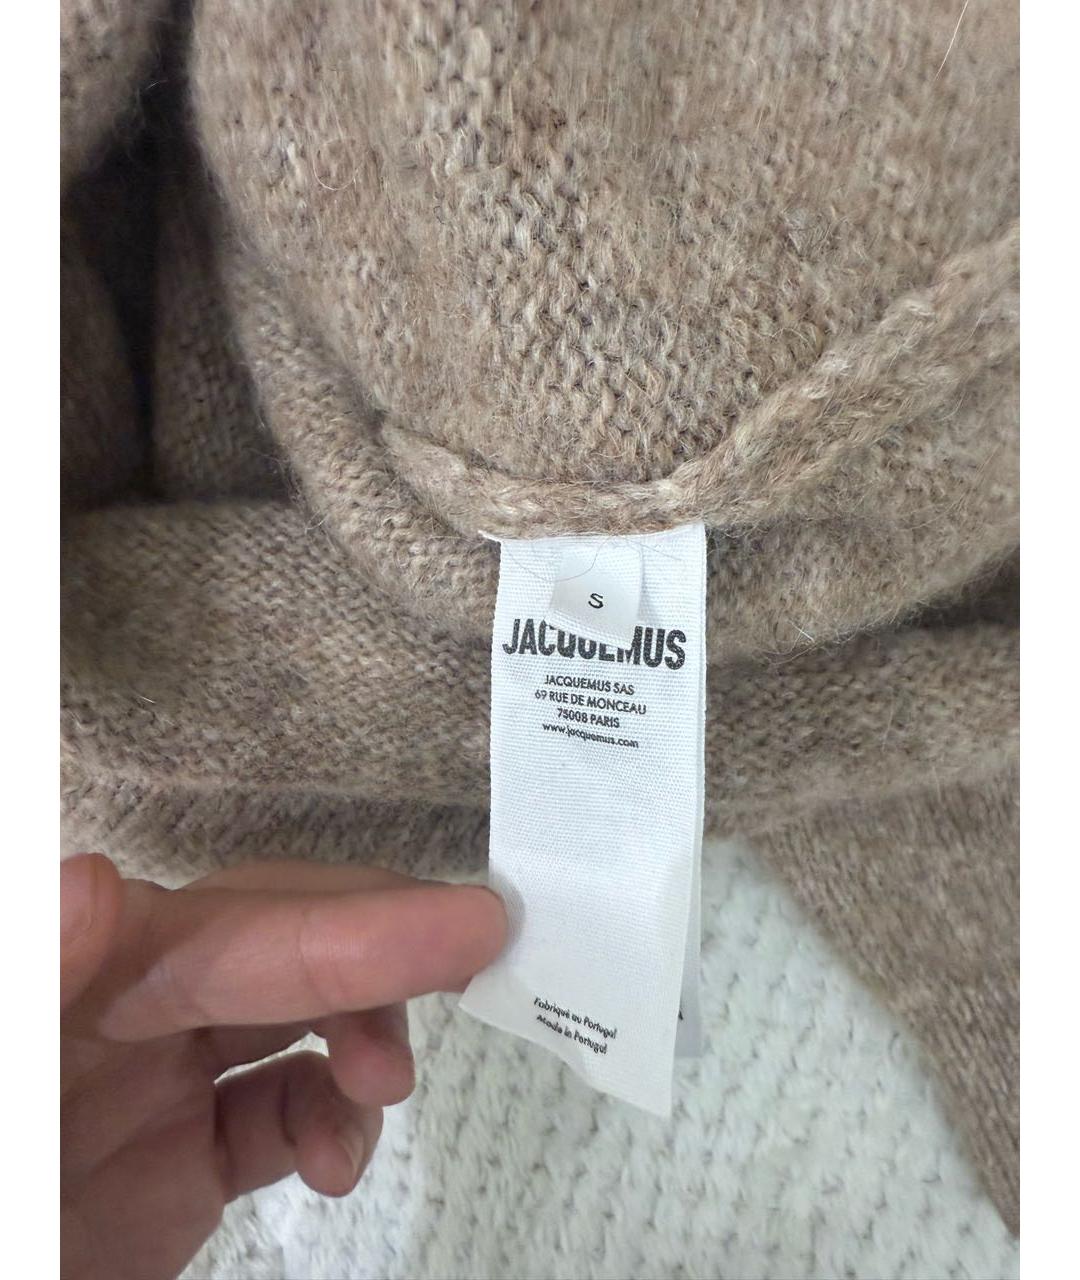 S
JACQUEMUS
JACQUEMUS SAS
69 RUE DE MONCEAU
75008 PARIS
www.jacquemus.com
Fabriqué au Portugal
Made in Portugal